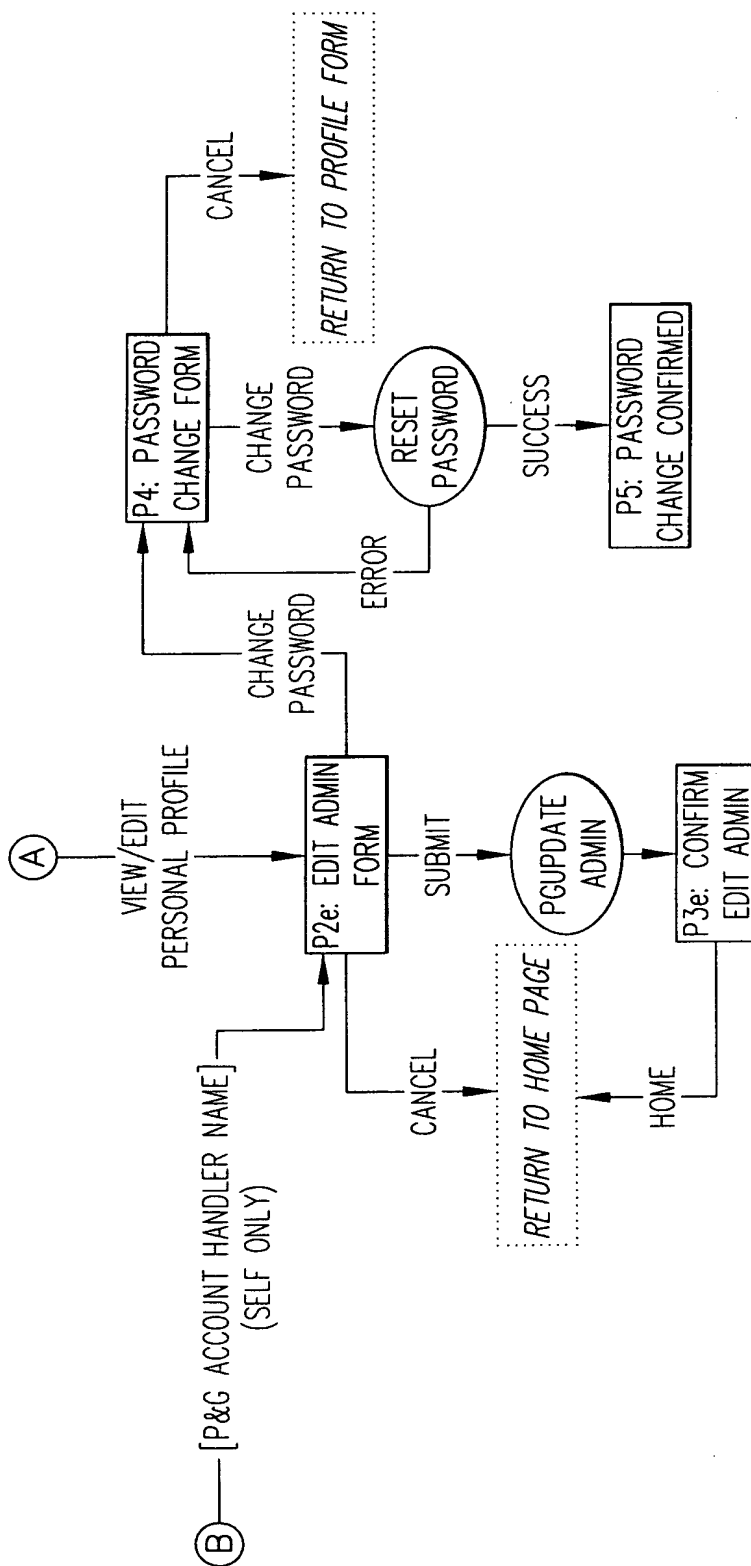 A
VIEW/EDIT
PERSONAL PROFILE
B
[P&G ACCOUNT HANDLER NAME]
(SELF ONLY)
P2e: EDIT ADMIN
FORM
CANCEL
RETURN TO HOME PAGE
SUBMIT
PGUPDATE
ADMIN
P3e: CONFIRM
EDIT ADMIN
HOME
CHANGE
PASSWORD
P4: PASSWORD
CHANGE FORM
CANCEL
RETURN TO PROFILE FORM
CHANGE
PASSWORD
RESET
PASSWORD
ERROR
SUCCESS
P5: PASSWORD
CHANGE CONFIRMED